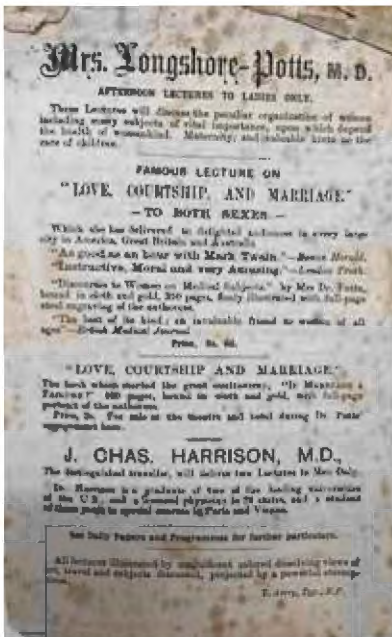 Mrs. Longshore-Potts, M. D.
AFTERNOON LECTURES TO LADIES ONLY.
These Lectures will discuss the peculiar organization of women
including many subjects of vital importance, upon which depend
the health of womankind. Maternity, and valuable hints on the
care of children.
FAMOUS LECTURE ON
"LOVE, COURTSHIP, AND MARRIAGE."
— TO BOTH SEXES —
Which she has delivered to delighted audiences in every large
city in America, Great Britain and Australia
"As good as an hour with Mark Twain."— Herald.
"Instructive, Moral and very Amusing."—London Truth.
"Discourses to Women on Medical Subjects," by Mrs Dr. Potts,
bound in cloth and gold, 350 pages, finely illustrated with full-page
steel engraving of the authoress.
"The best of its kind; an invaluable friend to women of all
ages"—British Medical Journal
Price,
"LOVE, COURTSHIP AND MARRIAGE."
The book which started the great controversy, "IS MARRIAGE A
FAILURE?" pages, bound in cloth and gold, with full-page
portrait of the authoress.
Price, For sale at the theatre and hotel during Dr Potts'
engagement here.
J. CHAS. HARRISON, M.D.,
The distinguished traveller, will deliver two Lectures to Men Only.
Dr. Harrison is a graduate of two of the leading universities
of the U.S., and a licensed physician in states, and a student
of many years in special courses in Paris and Vienna.
See Daily Papers and Programmes for further particulars.
All lectures illustrated by magnificent colored dissolving views of
art, travel and subjects discussed, projected by a powerful